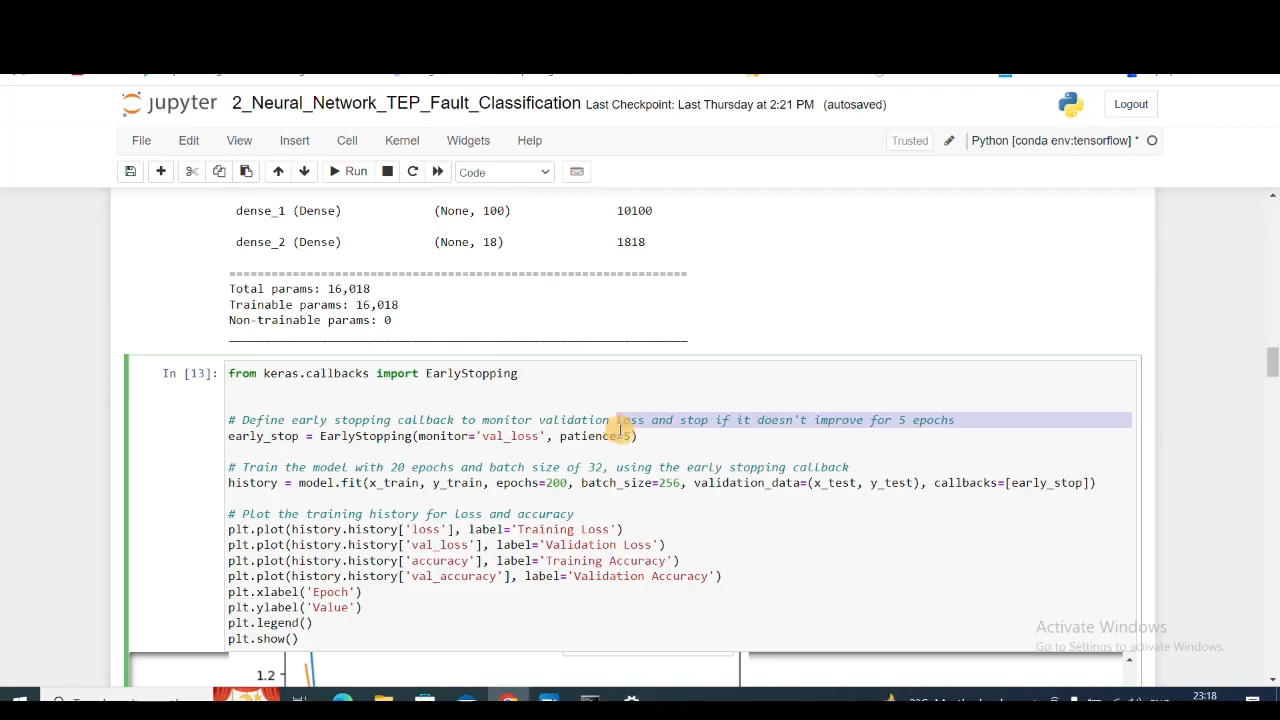 jupyter 2_Neural_Network_TEP_Fault_Classification Last Checkpoint: Last Thursday at 2:21 PM (autosaved) Logout
File Edit View Insert Cell Kernel Widgets Help Trusted Python [conda env:tensorflow] *
Run Code
dense_1 (Dense) (None, 100) 10100
dense_2 (Dense) (None, 18) 1818
=================================================================
Total params: 16,018
Trainable params: 16,018
Non-trainable params: 0
_________________________________________________________________
In [13]: from keras.callbacks import EarlyStopping
# Define early stopping callback to monitor validation loss and stop if it doesn't improve for 5 epochs
early_stop = EarlyStopping(monitor='val_loss', patience=5)
# Train the model with 20 epochs and batch size of 32, using the early stopping callback
history = model.fit(x_train, y_train, epochs=200, batch_size=256, validation_data=(x_test, y_test), callbacks=[early_stop])
# Plot the training history for loss and accuracy
plt.plot(history.history['loss'], label='Training Loss')
plt.plot(history.history['val_loss'], label='Validation Loss')
plt.plot(history.history['accuracy'], label='Training Accuracy')
plt.plot(history.history['val_accuracy'], label='Validation Accuracy')
plt.xlabel('Epoch')
plt.ylabel('Value')
plt.legend()
plt.show()
Activate Windows
Go to Settings to activate Windows.
1.2
23:18